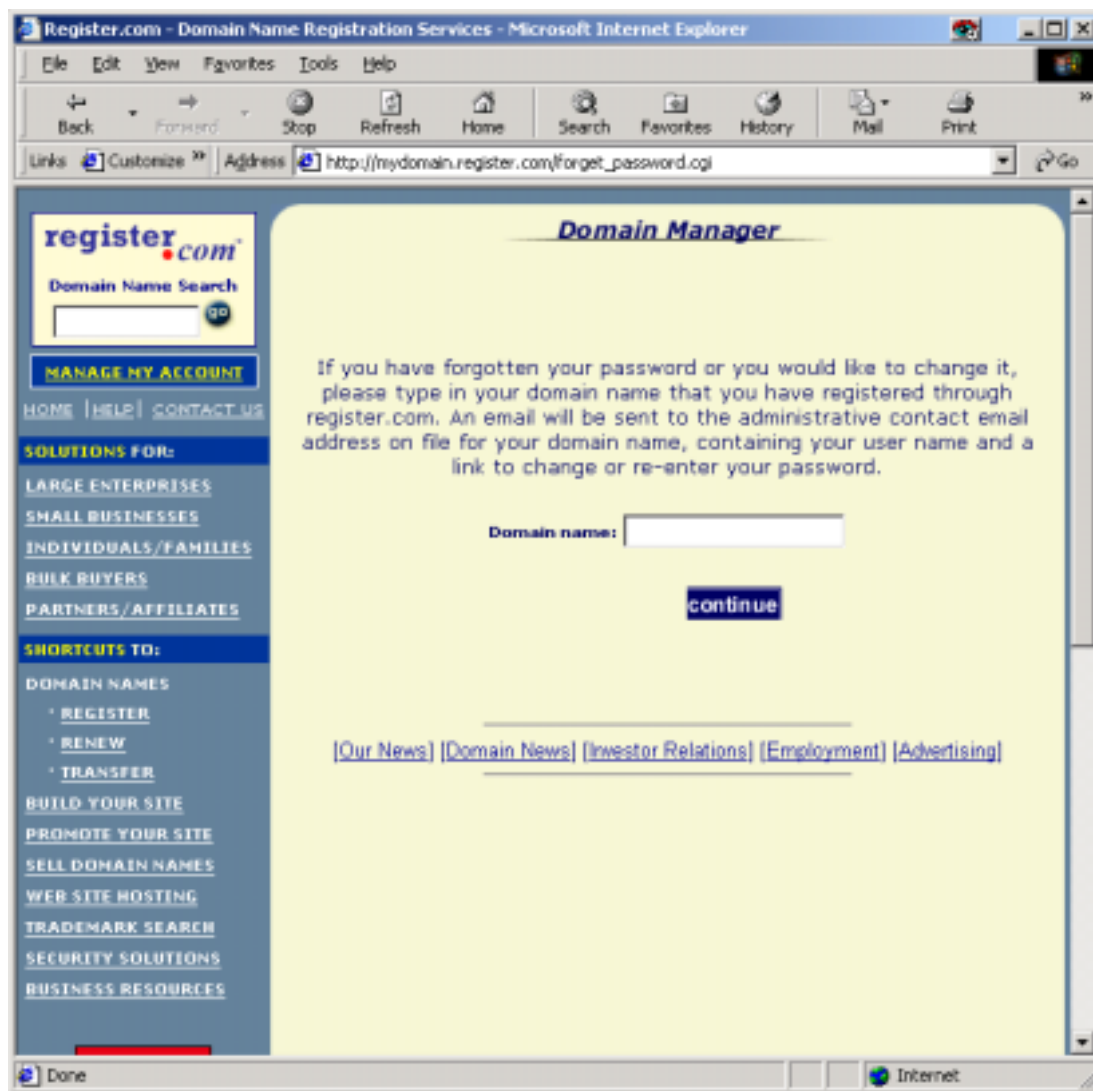 Register.com - Domain Name Registration Services - Microsoft Internet Explorer
File Edit View Favorites Tools Help
Back Forward Stop Refresh Home Search Favorites History Mail Print
Links Customize » Address http://mydomain.register.com/forget_password.cgi Go
register.com
Domain Name Search
go
MANAGE MY ACCOUNT
HOME | HELP | CONTACT US
SOLUTIONS FOR:
LARGE ENTERPRISES
SMALL BUSINESSES
INDIVIDUALS/FAMILIES
BULK BUYERS
PARTNERS/AFFILIATES
SHORTCUTS TO:
DOMAIN NAMES
· REGISTER
· RENEW
· TRANSFER
BUILD YOUR SITE
PROMOTE YOUR SITE
SELL DOMAIN NAMES
WEB SITE HOSTING
TRADEMARK SEARCH
SECURITY SOLUTIONS
BUSINESS RESOURCES
Domain Manager
If you have forgotten your password or you would like to change it,
please type in your domain name that you have registered through
register.com. An email will be sent to the administrative contact email
address on file for your domain name, containing your user name and a
link to change or re-enter your password.
Domain name:
continue
[Our News] [Domain News] [Investor Relations] [Employment] [Advertising]
Done Internet